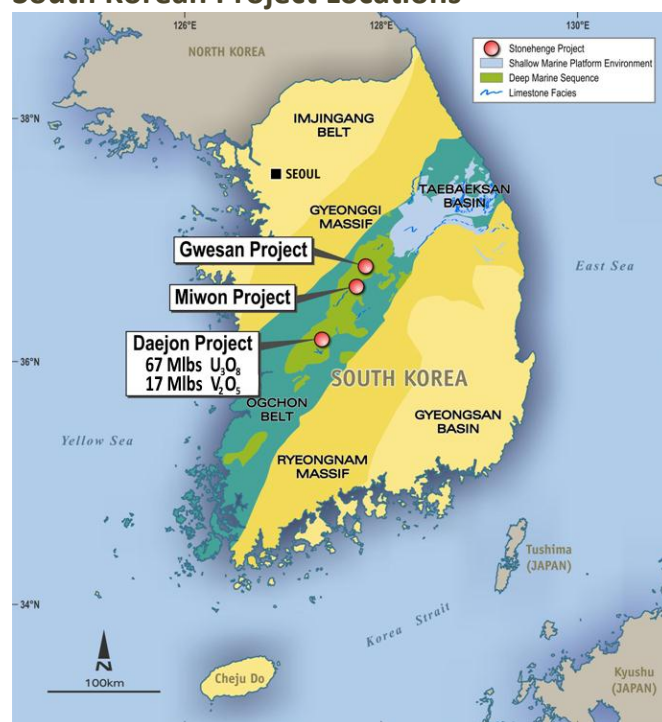 South Korean Project Locations
126°E
128°E
130°E
NORTH KOREA
Stonehenge Project
Shallow Marine Platform Environment
Deep Marine Sequence
Limestone Facies
38°N
IMJINGANG
BELT
SEOUL
TAEBAEKSAN
BASIN
GYEONGGI
MASSIF
Gwesan Project
East Sea
Miwon Project
Daejon Project
67 Mlbs U₃O₈
17 Mlbs V₂O₅
36°N
SOUTH KOREA
OGCHON
BELT
GYEONGSAN
BASIN
Yellow Sea
RYEONGNAM
MASSIF
Tushima
(JAPAN)
34°N
Korea Strait
N
100km
Cheju Do
Kyushu
(JAPAN)